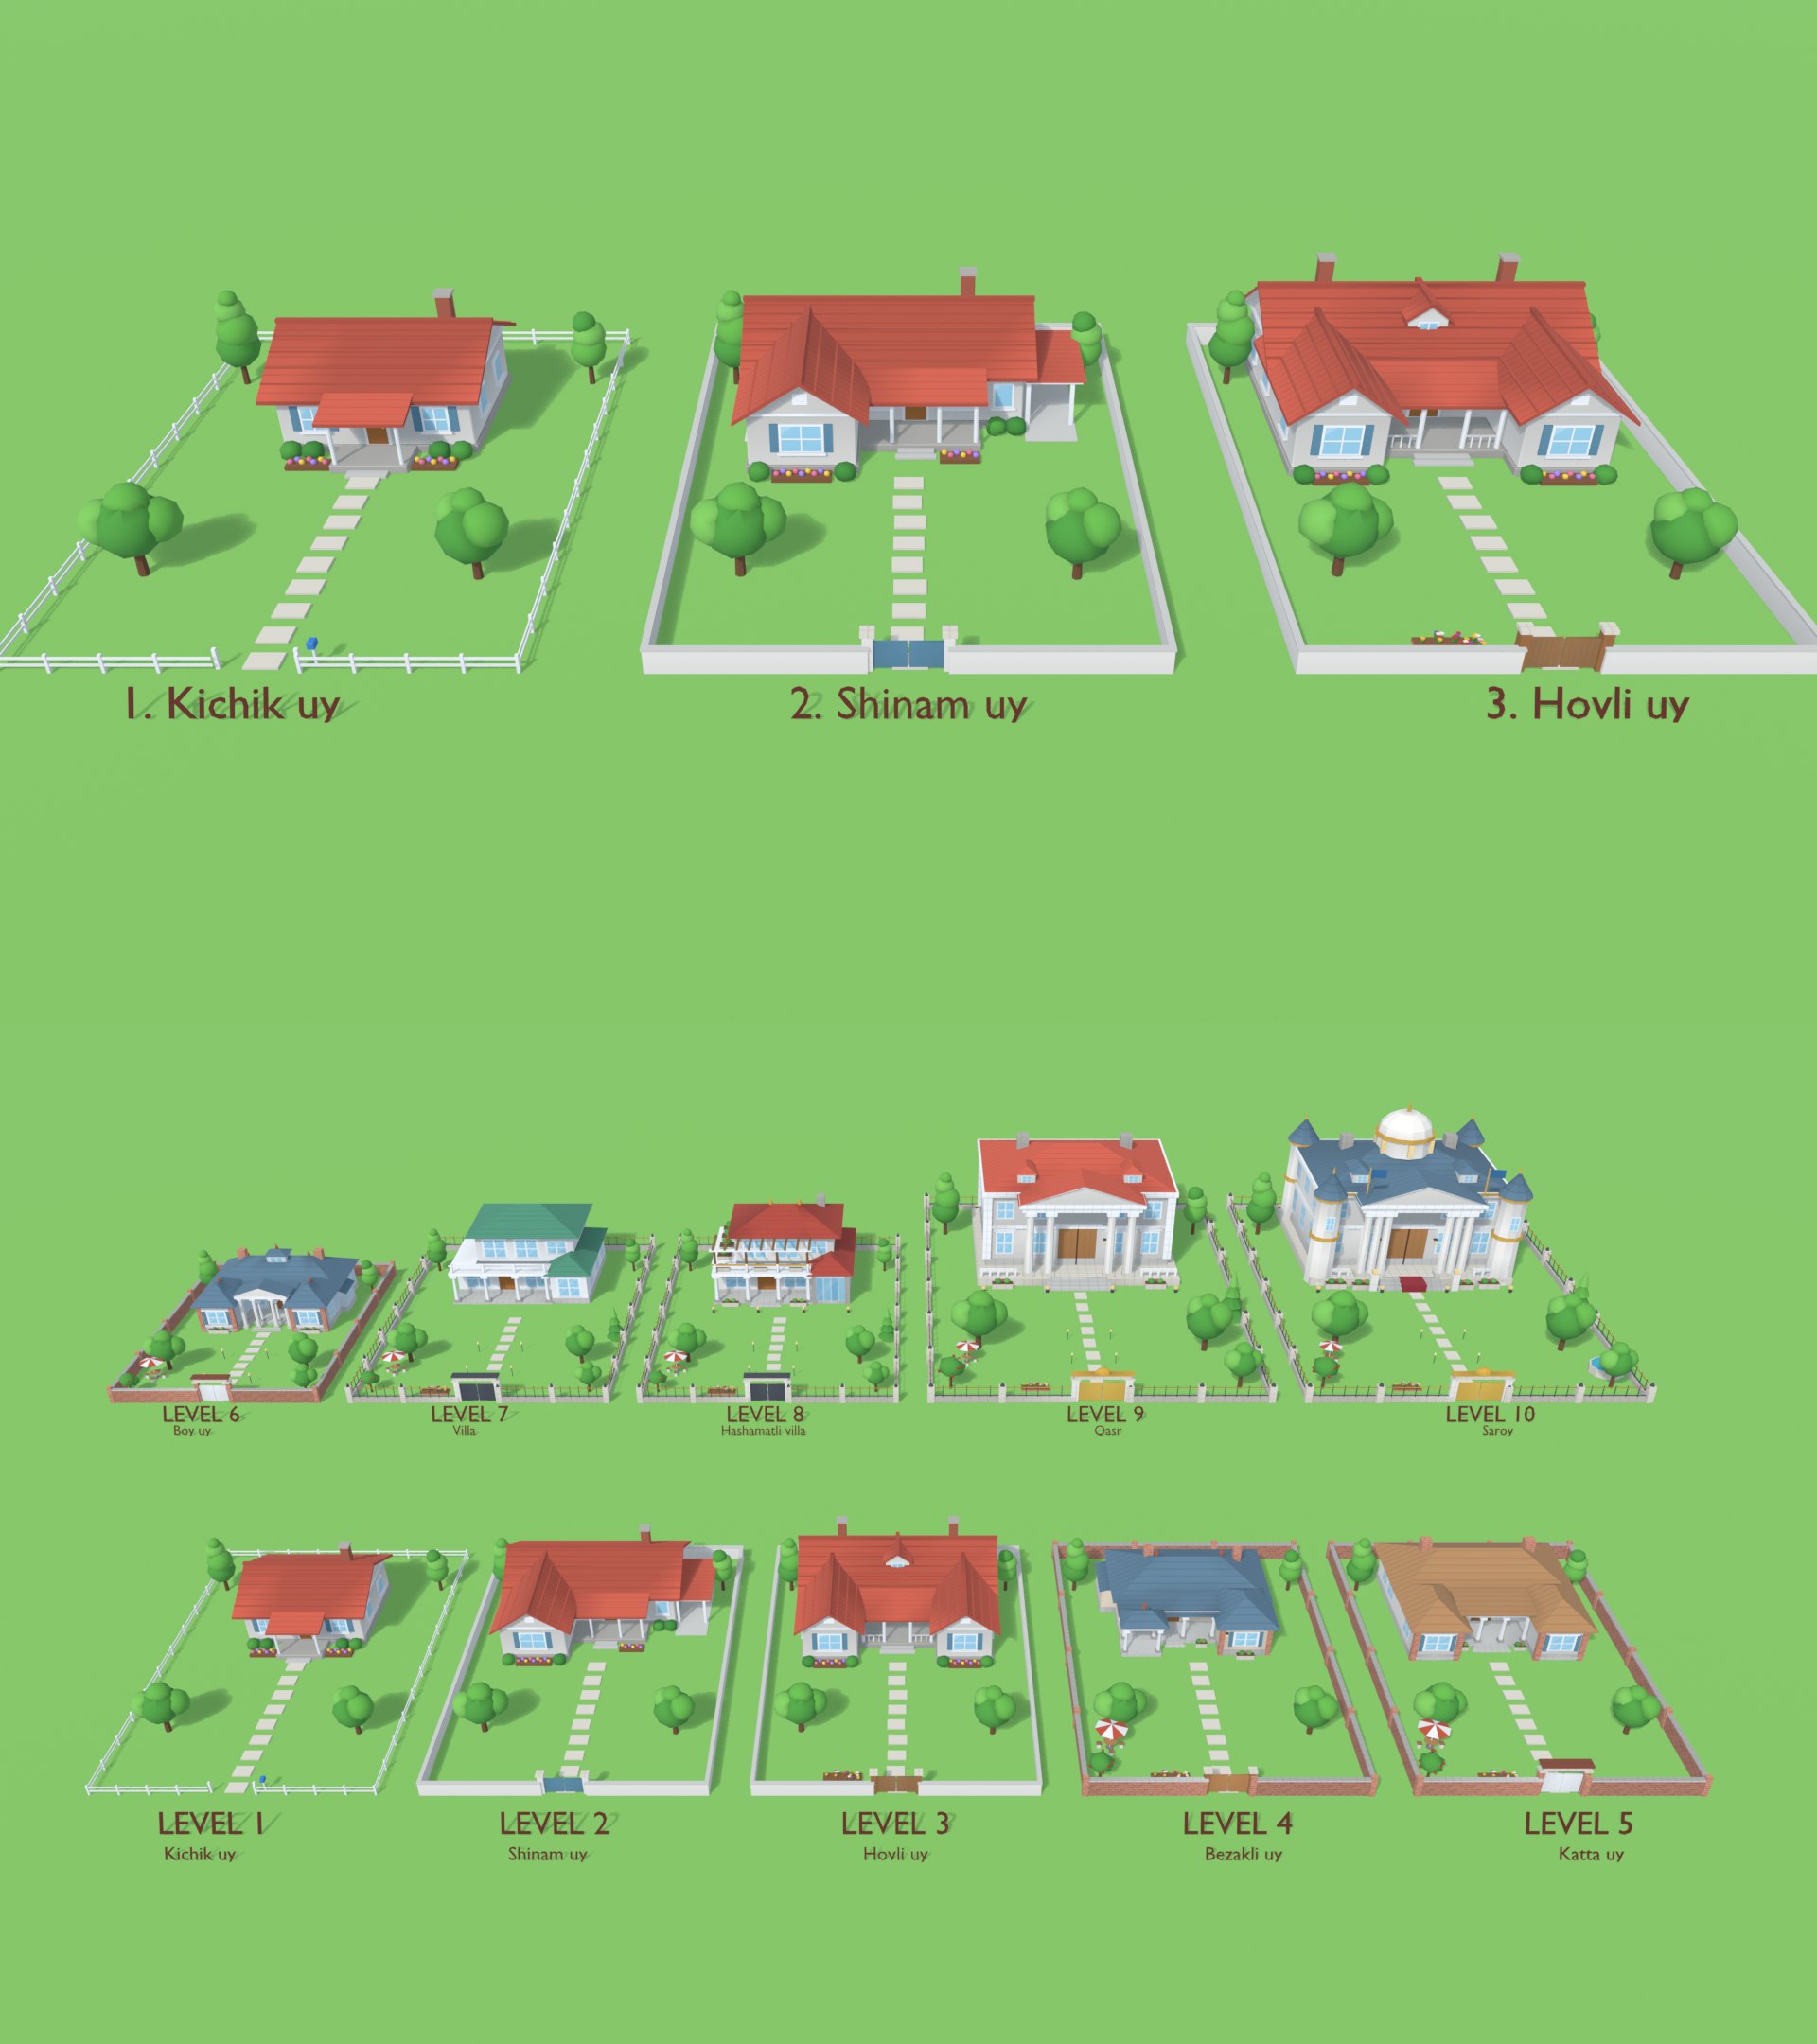 1. Kichik uy
2. Shinam uy
3. Hovli uy
LEVEL 6
Boy uy
LEVEL 7
Villa
LEVEL 8
Hashamatli villa
LEVEL 9
Qasr
LEVEL 10
Saroy
LEVEL 1
Kichik uy
LEVEL 2
Shinam uy
LEVEL 3
Hovli uy
LEVEL 4
Bezakli uy
LEVEL 5
Katta uy